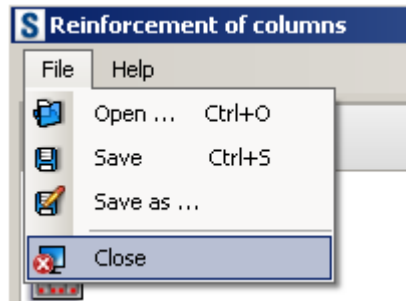 S Reinforcement of columns
File Help
Open ... Ctrl+O
Save Ctrl+S
Save as ...
Close